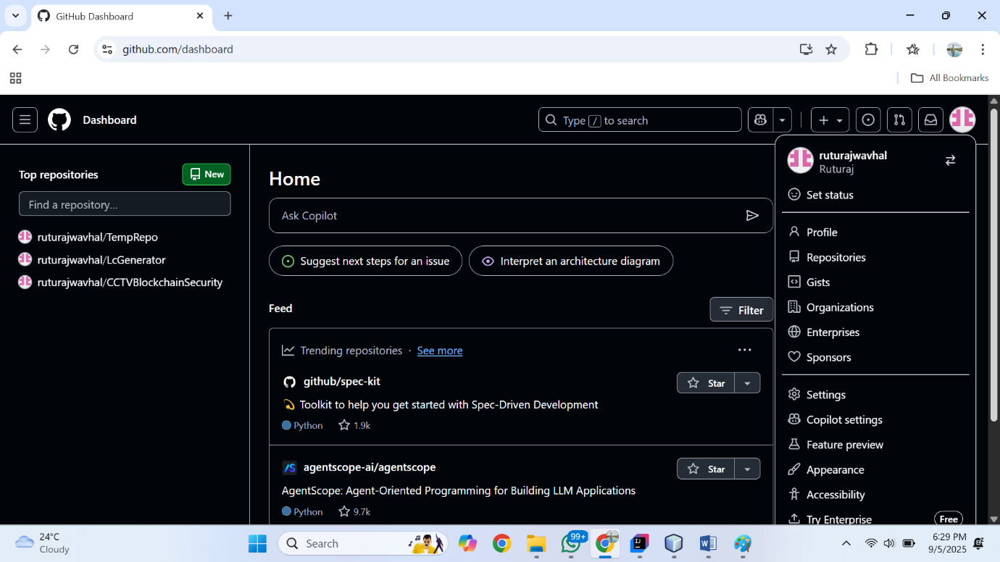 GitHub Dashboard
github.com/dashboard
All Bookmarks
Dashboard
Type / to search
Top repositories
New
Find a repository...
ruturajwavhal/TempRepo
ruturajwavhal/LcGenerator
ruturajwavhal/CCTVBlockchainSecurity
Home
Ask Copilot
Suggest next steps for an issue
Interpret an architecture diagram
Feed
Filter
Trending repositories · See more
github/spec-kit
Star
Toolkit to help you get started with Spec-Driven Development
Python 1.9k
agentscope-ai/agentscope
Star
AgentScope: Agent-Oriented Programming for Building LLM Applications
Python 9.7k
ruturajwavhal
Ruturaj
Set status
Profile
Repositories
Gists
Organizations
Enterprises
Sponsors
Settings
Copilot settings
Feature preview
Appearance
Accessibility
Try Enterprise Free
24°C
Cloudy
Search
99+
6:29 PM
9/5/2025